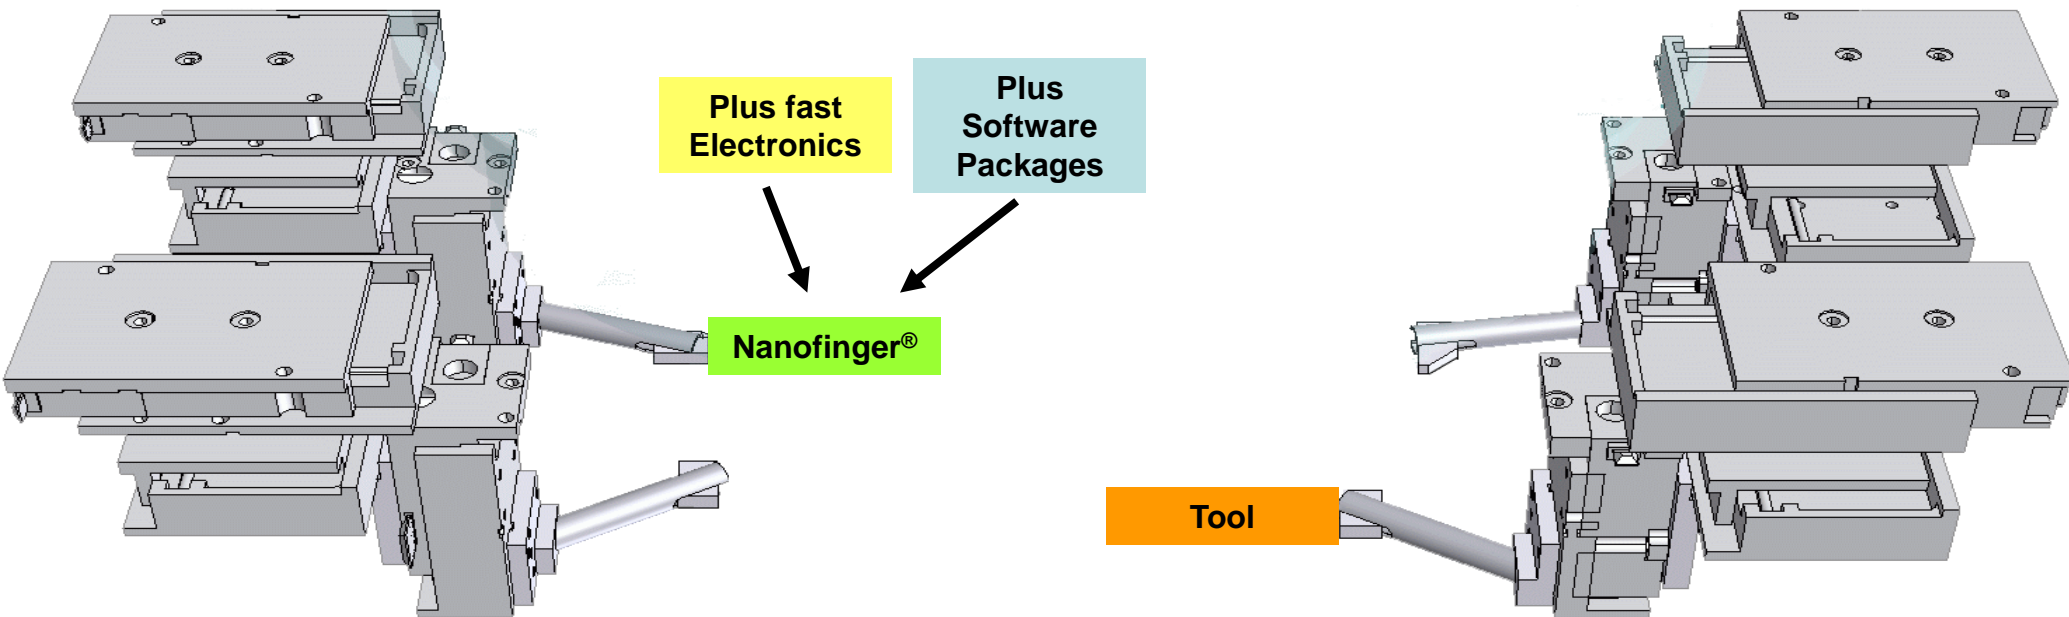 Plus fast
Electronics
Plus
Software
Packages
Nanofinger®
Tool